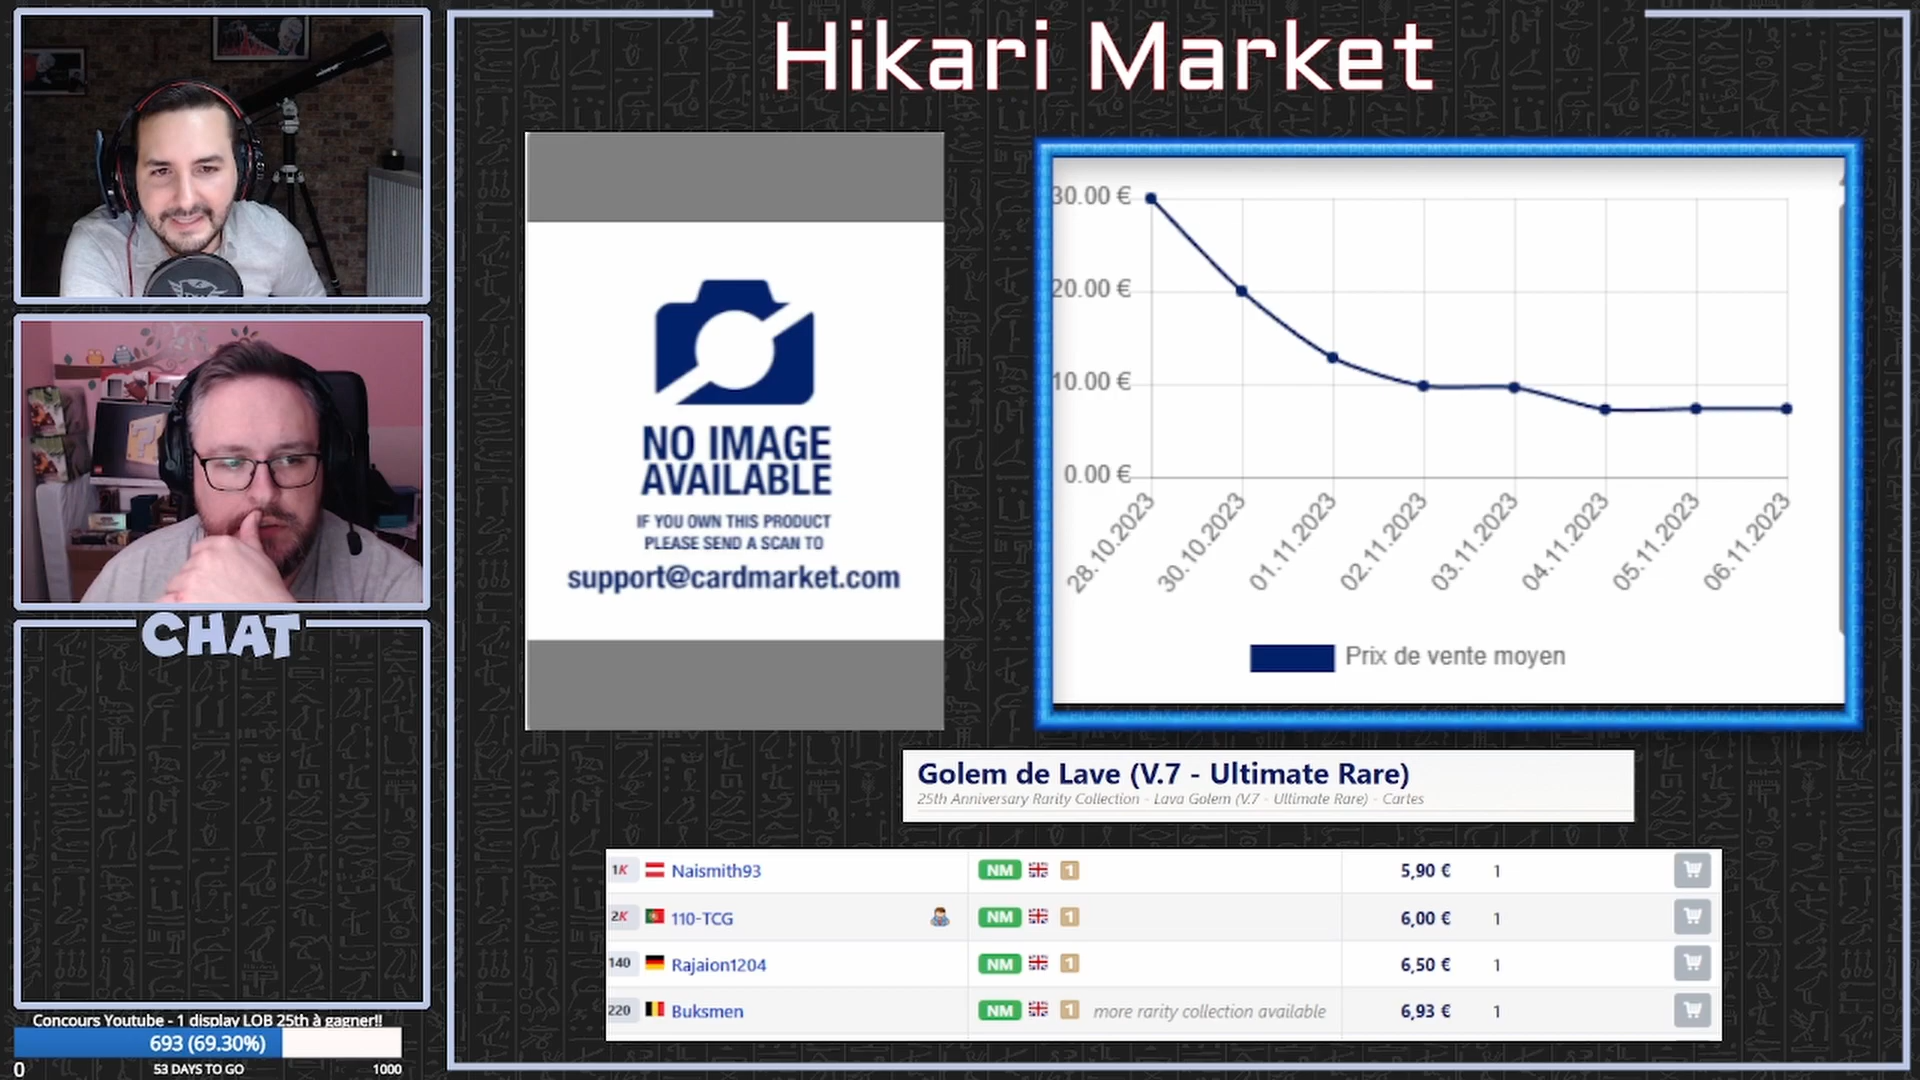 Hikari Market
NO IMAGE
AVAILABLE
IF YOU OWN THIS PRODUCT
PLEASE SEND A SCAN TO
support@cardmarket.com
30.00 €
20.00 €
10.00 €
0.00 €
28.10.2023
30.10.2023
01.11.2023
02.11.2023
03.11.2023
04.11.2023
05.11.2023
06.11.2023
Prix de vente moyen
CHAT
Golem de Lave (V.7 - Ultimate Rare)
25th Anniversary Rarity Collection - Lava Golem (V.7 - Ultimate Rare) - Cartes
1K Naismith93 NM 1 5,90 € 1
2K 110-TCG NM 1 6,00 € 1
140 Rajaion1204 NM 1 6,50 € 1
220 Buksmen NM 1 more rarity collection available 6,93 € 1
Concours Youtube - 1 display LOB 25th à gagner!!
693 (69.30%)
0 53 DAYS TO GO 1000